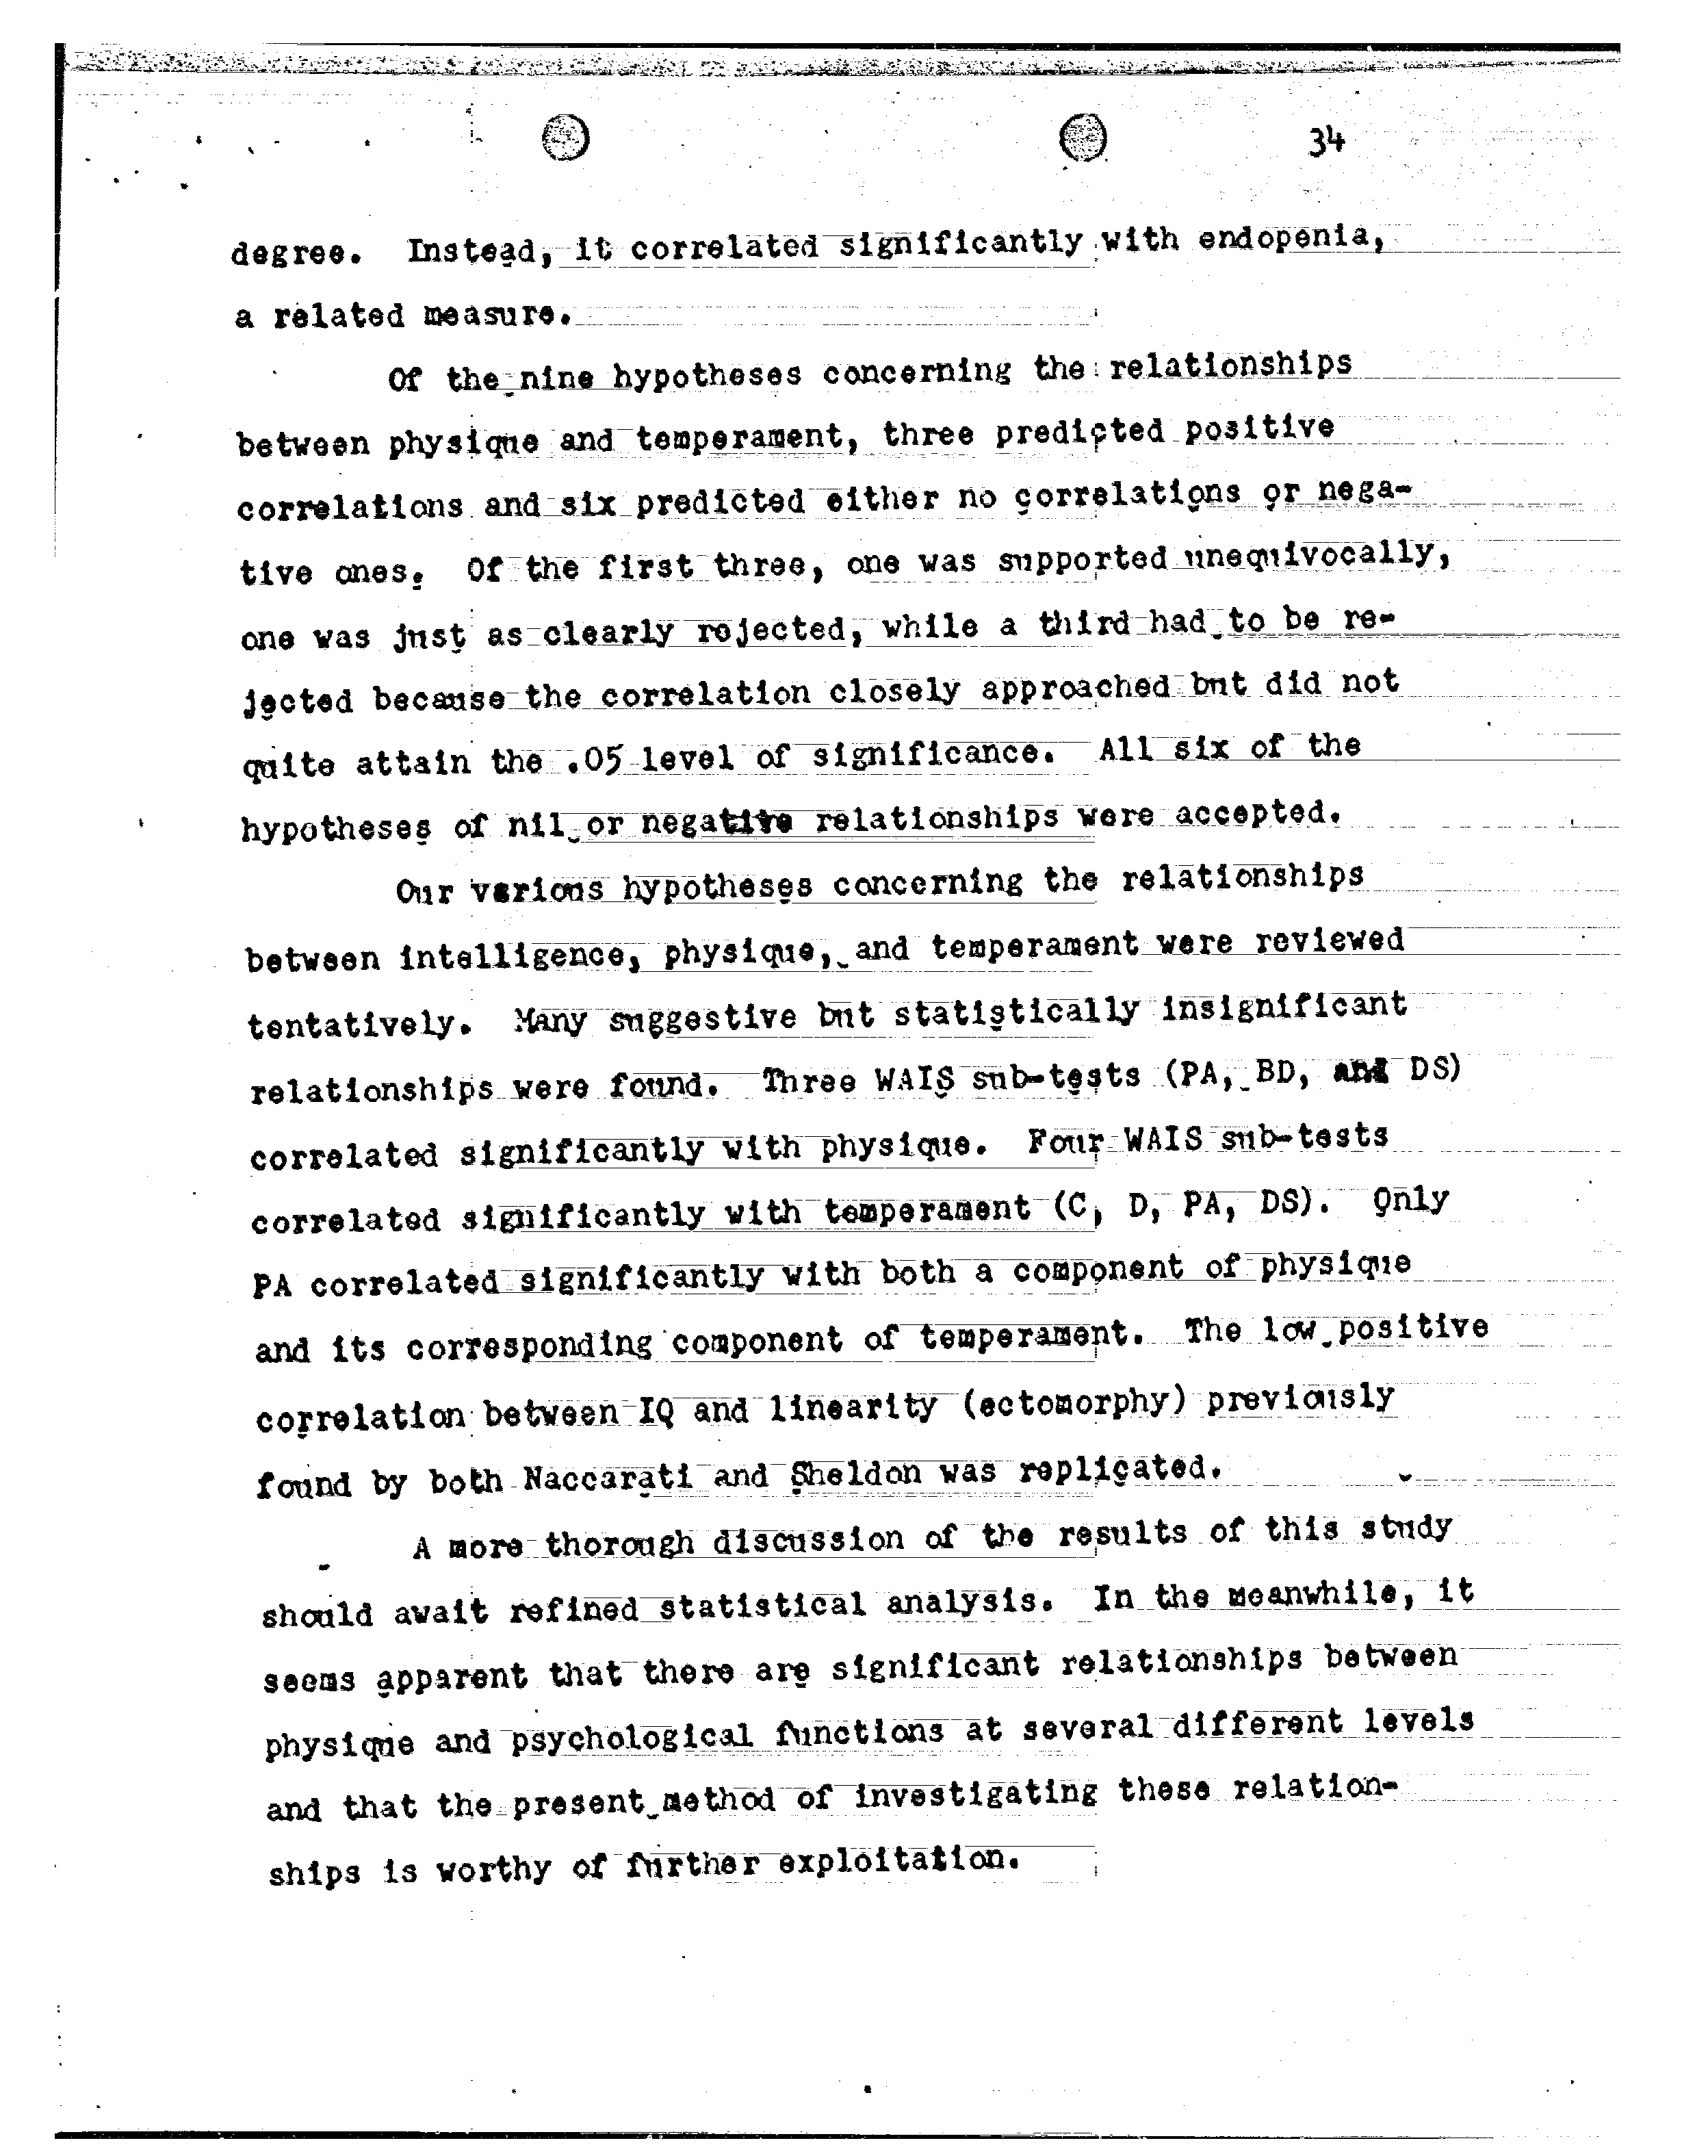 34
degree. Instead, it correlated significantly with endopenia,
a related measure.
Of the nine hypotheses concerning the relationships
between physique and temperament, three predicted positive
correlations and six predicted either no correlations or nega-
tive ones. Of the first three, one was supported unequivocally,
one was just as clearly rejected, while a third had to be re-
jected because the correlation closely approached but did not
quite attain the .05 level of significance. All six of the
hypotheses of nil or negative relationships were accepted.
Our various hypotheses concerning the relationships
between intelligence, physique, and temperament were reviewed
tentatively. Many suggestive but statistically insignificant
relationships were found. Three WAIS sub-tests (PA, BD, and DS)
correlated significantly with physique. Four WAIS sub-tests
correlated significantly with temperament (C, D, PA, DS). Only
PA correlated significantly with both a component of physique
and its corresponding component of temperament. The low positive
correlation between IQ and linearity (ectomorphy) previously
found by both Naccarati and Sheldon was replicated.
A more thorough discussion of the results of this study
should await refined statistical analysis. In the meanwhile, it
seems apparent that there are significant relationships between
physique and psychological functions at several different levels
and that the present method of investigating these relation-
ships is worthy of further exploitation.